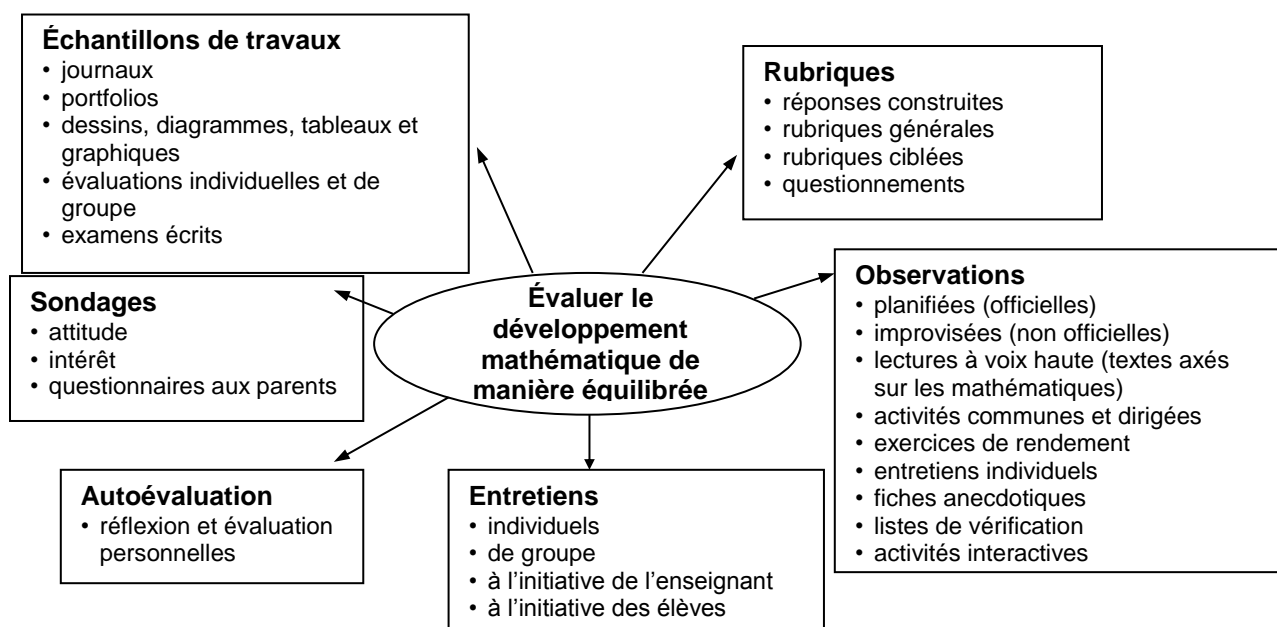 Échantillons de travaux
• journaux
• portfolios
• dessins, diagrammes, tableaux et
graphiques
• évaluations individuelles et de
groupe
• examens écrits
Rubriques
• réponses construites
• rubriques générales
• rubriques ciblées
• questionnements
Sondages
• attitude
• intérêt
• questionnaires aux parents
Évaluer le
développement
mathématique de
manière équilibrée
Observations
• planifiées (officielles)
• improvisées (non officielles)
• lectures à voix haute (textes axés
sur les mathématiques)
• activités communes et dirigées
• exercices de rendement
• entretiens individuels
• fiches anecdotiques
• listes de vérification
• activités interactives
Autoévaluation
• réflexion et évaluation
personnelles
Entretiens
• individuels
• de groupe
• à l’initiative de l’enseignant
• à l’initiative des élèves